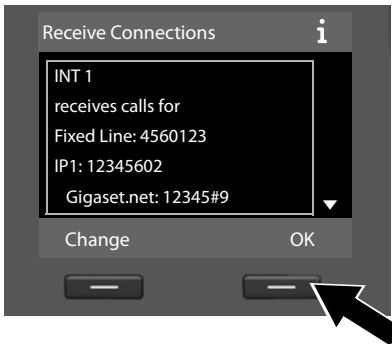 Receive Connections i
INT 1
receives calls for
Fixed Line: 4560123
IP1: 12345602
Gigaset.net: 12345#9
Change OK